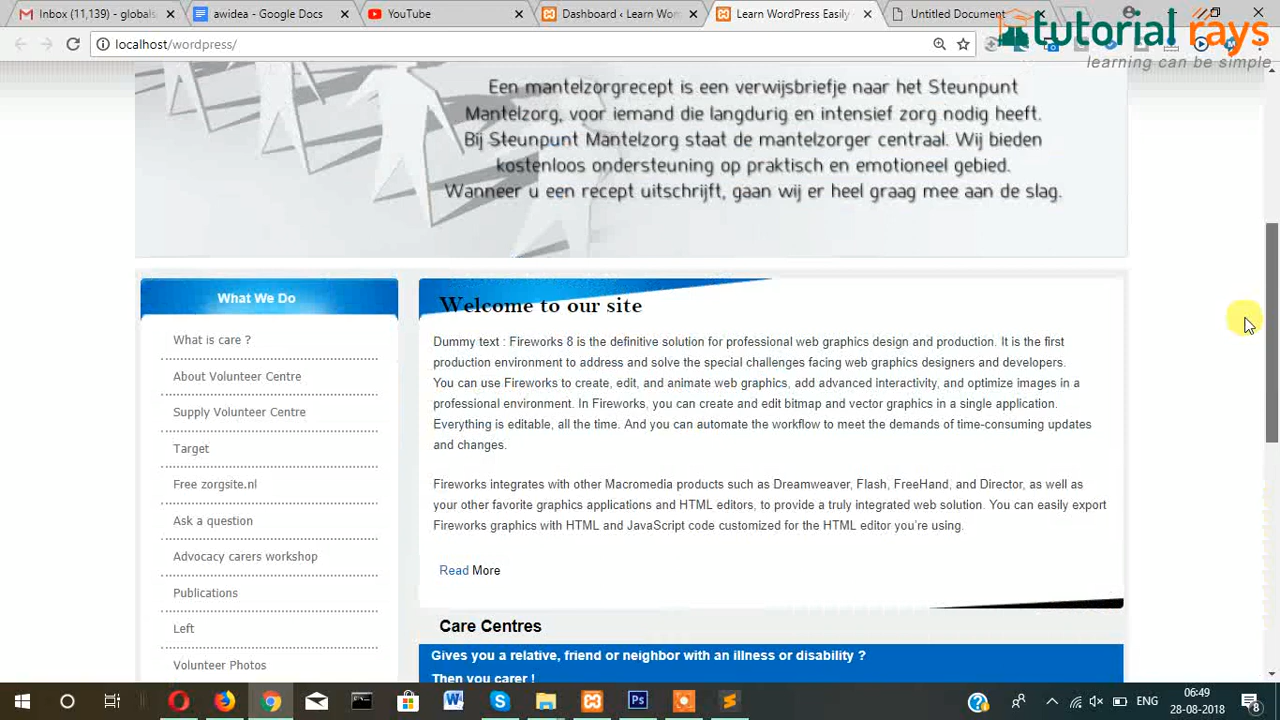 Inbox (11,139) - globals
awidea - Google Docs
YouTube
Dashboard ‹ Learn Wor
Learn WordPress Easily
Untitled Document
localhost/wordpress/
tutorial rays
learning can be simple
Een mantelzorgrecept is een verwijsbriefje naar het Steunpunt
Mantelzorg, voor iemand die langdurig en intensief zorg nodig heeft.
Bij Steunpunt Mantelzorg staat de mantelzorger centraal. Wij bieden
kostenloos ondersteuning op praktisch en emotioneel gebied.
Wanneer u een recept uitschrijft, gaan wij er heel graag mee aan de slag.
What We Do
What is care ?
About Volunteer Centre
Supply Volunteer Centre
Target
Free zorgsite.nl
Ask a question
Advocacy carers workshop
Publications
Left
Volunteer Photos
Welcome to our site
Dummy text : Fireworks 8 is the definitive solution for professional web graphics design and production. It is the first
production environment to address and solve the special challenges facing web graphics designers and developers.
You can use Fireworks to create, edit, and animate web graphics, add advanced interactivity, and optimize images in a
professional environment. In Fireworks, you can create and edit bitmap and vector graphics in a single application.
Everything is editable, all the time. And you can automate the workflow to meet the demands of time-consuming updates
and changes.
Fireworks integrates with other Macromedia products such as Dreamweaver, Flash, FreeHand, and Director, as well as
your other favorite graphics applications and HTML editors, to provide a truly integrated web solution. You can easily export
Fireworks graphics with HTML and JavaScript code customized for the HTML editor you're using.
Read More
Care Centres
Gives you a relative, friend or neighbor with an illness or disability ?
Then you carer !
ENG
06:49
28-08-2018
8